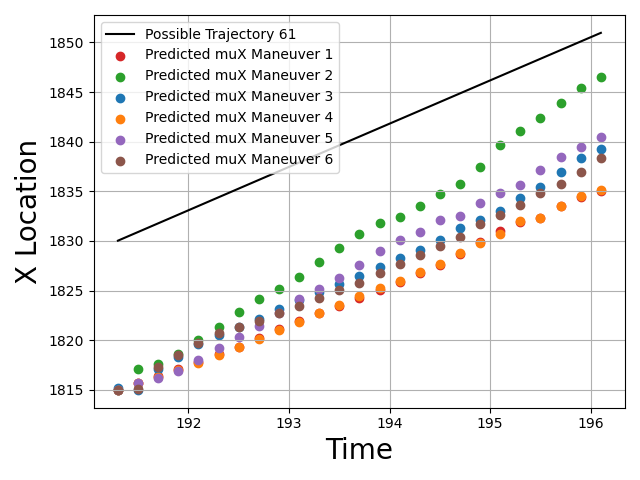 Possible Trajectory 61
Predicted muX Maneuver 1
Predicted muX Maneuver 2
Predicted muX Maneuver 3
Predicted muX Maneuver 4
Predicted muX Maneuver 5
Predicted muX Maneuver 6
1850
1845
1840
1835
1830
1825
1820
1815
X Location
192 193 194 195 196
Time